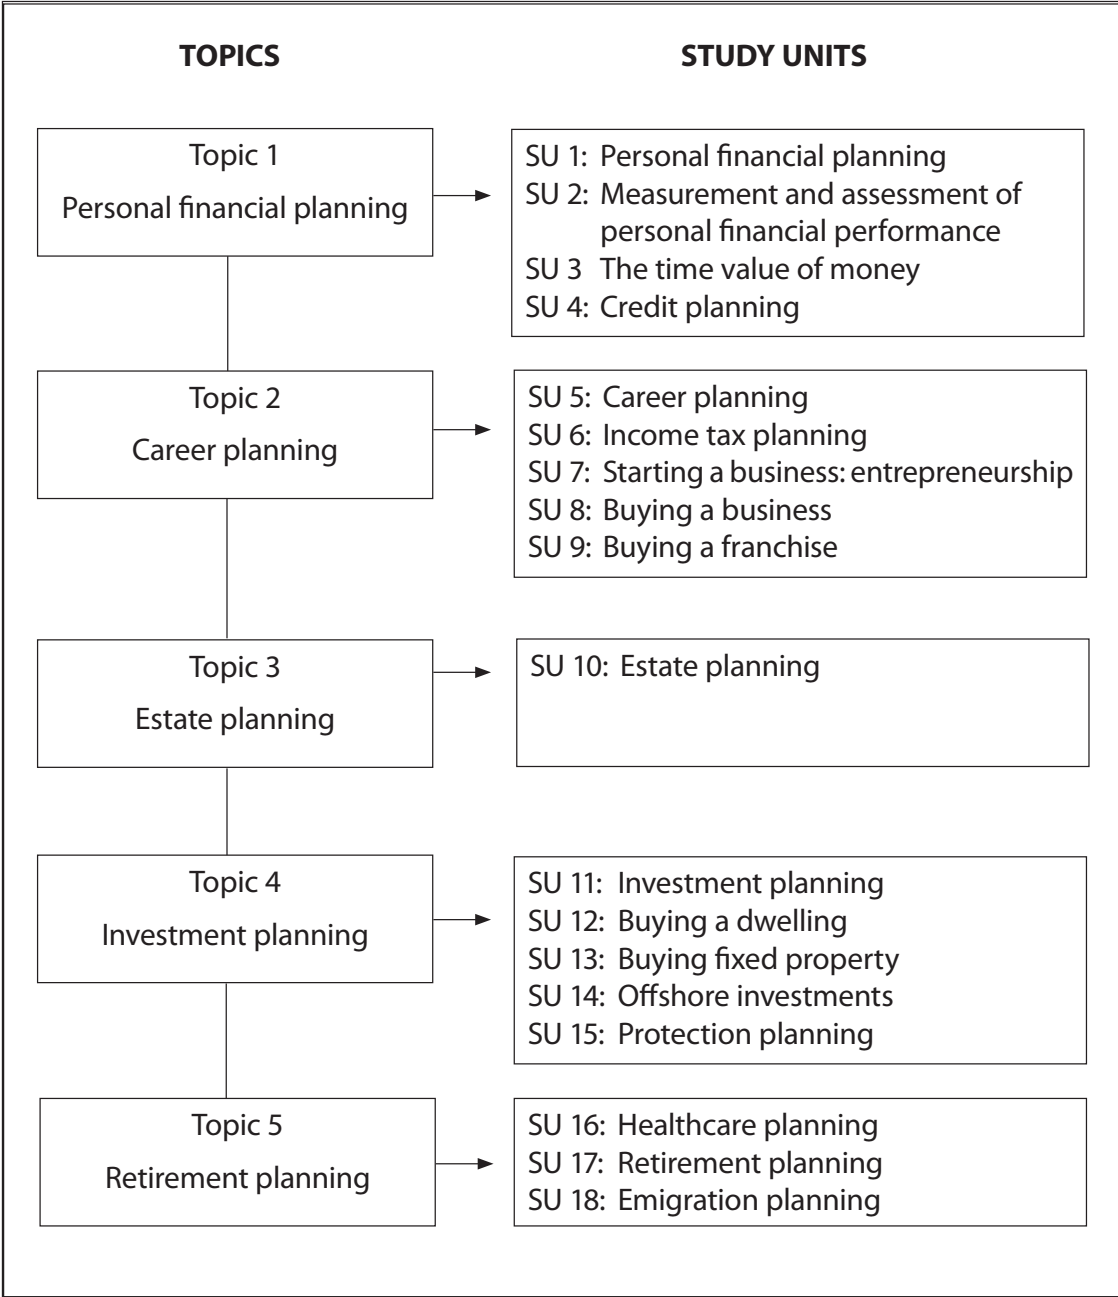 TOPICS
STUDY UNITS
Topic 1
Personal financial planning
SU 1: Personal financial planning
SU 2: Measurement and assessment of
personal financial performance
SU 3 The time value of money
SU 4: Credit planning
Topic 2
Career planning
SU 5: Career planning
SU 6: Income tax planning
SU 7: Starting a business: entrepreneurship
SU 8: Buying a business
SU 9: Buying a franchise
Topic 3
Estate planning
SU 10: Estate planning
Topic 4
Investment planning
SU 11: Investment planning
SU 12: Buying a dwelling
SU 13: Buying fixed property
SU 14: Offshore investments
SU 15: Protection planning
Topic 5
Retirement planning
SU 16: Healthcare planning
SU 17: Retirement planning
SU 18: Emigration planning